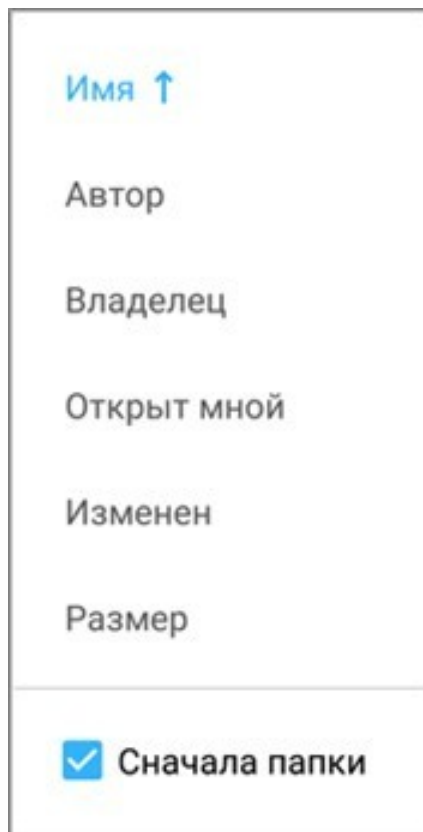 Имя ↑
Автор
Владелец
Открыт мной
Изменен
Размер
Сначала папки